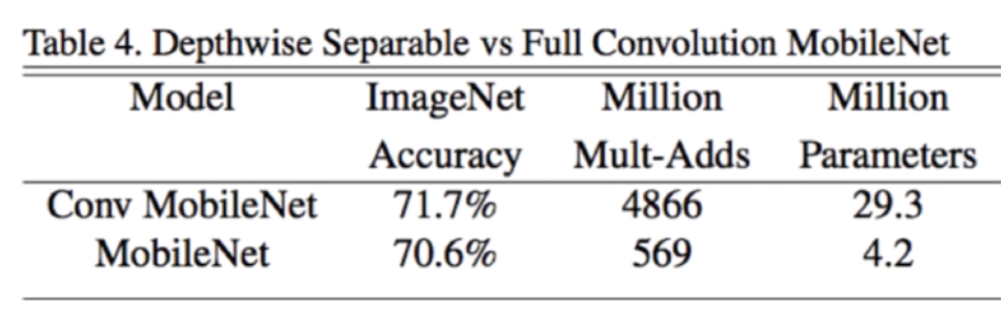 Table 4. Depthwise Separable vs Full Convolution MobileNet
Model ImageNet Million Million
Accuracy Mult-Adds Parameters
Conv MobileNet 71.7% 4866 29.3
MobileNet 70.6% 569 4.2